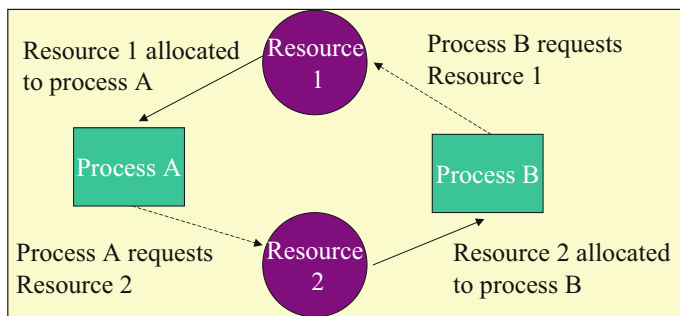 Resource 1 allocated
to process A
Resource
1
Process B requests
Resource 1
Process A
Process B
Process A requests
Resource 2
Resource
2
Resource 2 allocated
to process B